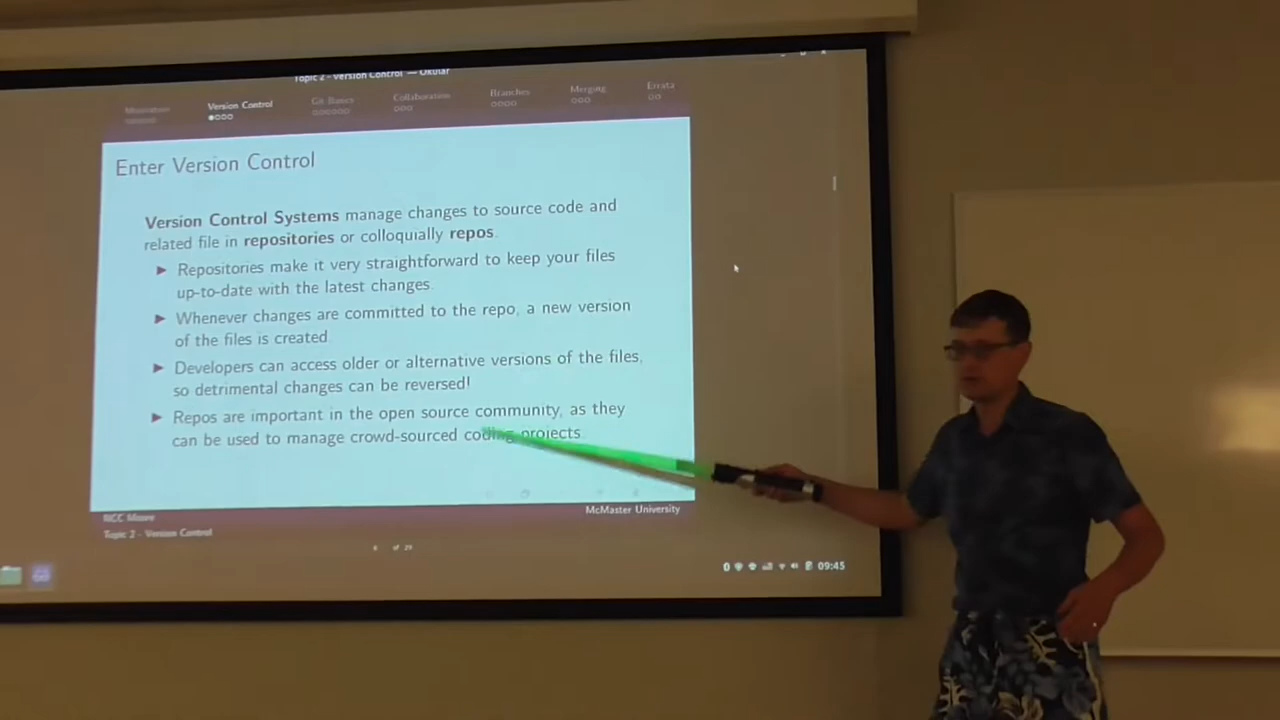 Topic 2 - Version Control — Okular
Version Control
Git Basics
Collaboration
Branches
Merging
Errata
Enter Version Control
Version Control Systems manage changes to source code and
related file in repositories or colloquially repos.
► Repositories make it very straightforward to keep your files
up-to-date with the latest changes.
► Whenever changes are committed to the repo, a new version
of the files is created.
► Developers can access older or alternative versions of the files,
so detrimental changes can be reversed!
► Repos are important in the open source community, as they
can be used to manage crowd-sourced coding projects.
Moore
McMaster University
Topic 2 - Version Control
of 29
09:45